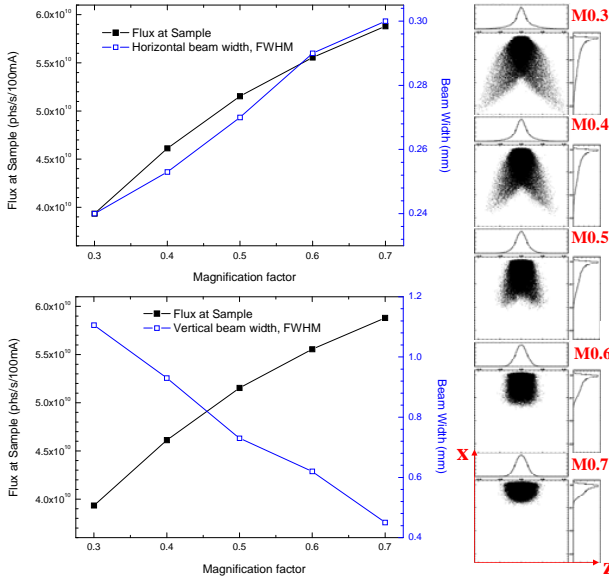 6.0x10¹⁰
5.5x10¹⁰
5.0x10¹⁰
4.5x10¹⁰
4.0x10¹⁰
Flux at Sample (phs/s/100mA)
Flux at Sample
Horizontal beam width, FWHM
0.30
0.28
0.26
0.24
Beam Width (mm)
0.3 0.4 0.5 0.6 0.7
Magnification factor
6.0x10¹⁰
5.5x10¹⁰
5.0x10¹⁰
4.5x10¹⁰
4.0x10¹⁰
Flux at Sample (phs/s/100mA)
Flux at Sample
Vertical beam width, FWHM
1.2
1.0
0.8
0.6
0.4
Beam Width (mm)
0.3 0.4 0.5 0.6 0.7
Magnification factor
M0.3
M0.4
M0.5
M0.6
M0.7
X
Z